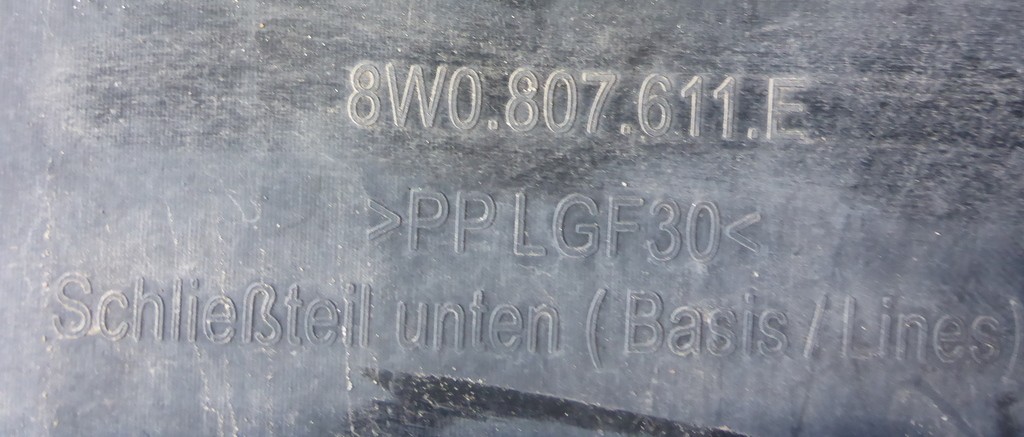 8W0.807.611.E
>PP LGF30<
Schließteil unten (Basis/Lines)